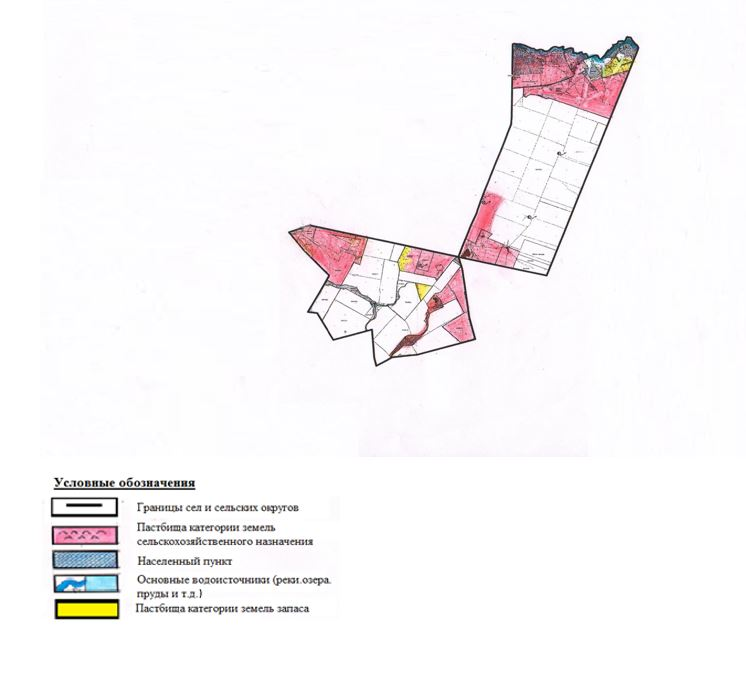 Условные обозначения
Границы сел и сельских округов
Пастбища категории земель
сельскохозяйственного назначения
Населенный пункт
Основные водоисточники (реки.озера.
пруды и т.д.)
Пастбища категории земель запаса